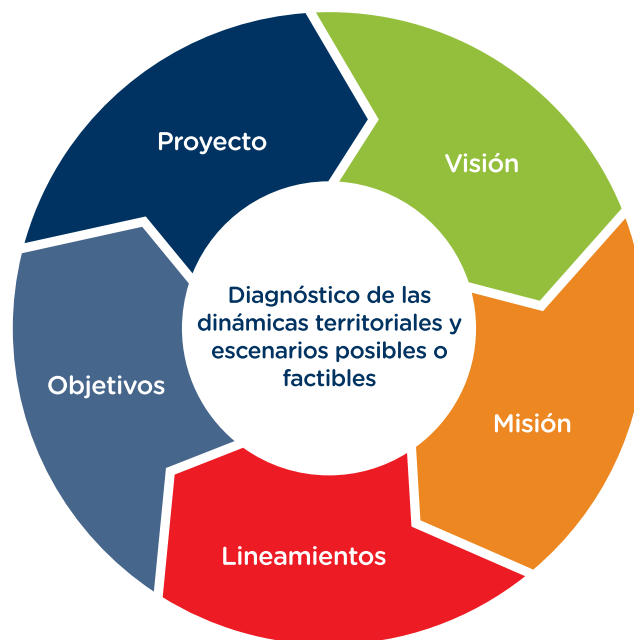 Proyecto
Visión
Diagnóstico de las
dinámicas territoriales y
escenarios posibles o
factibles
Objetivos
Misión
Lineamientos